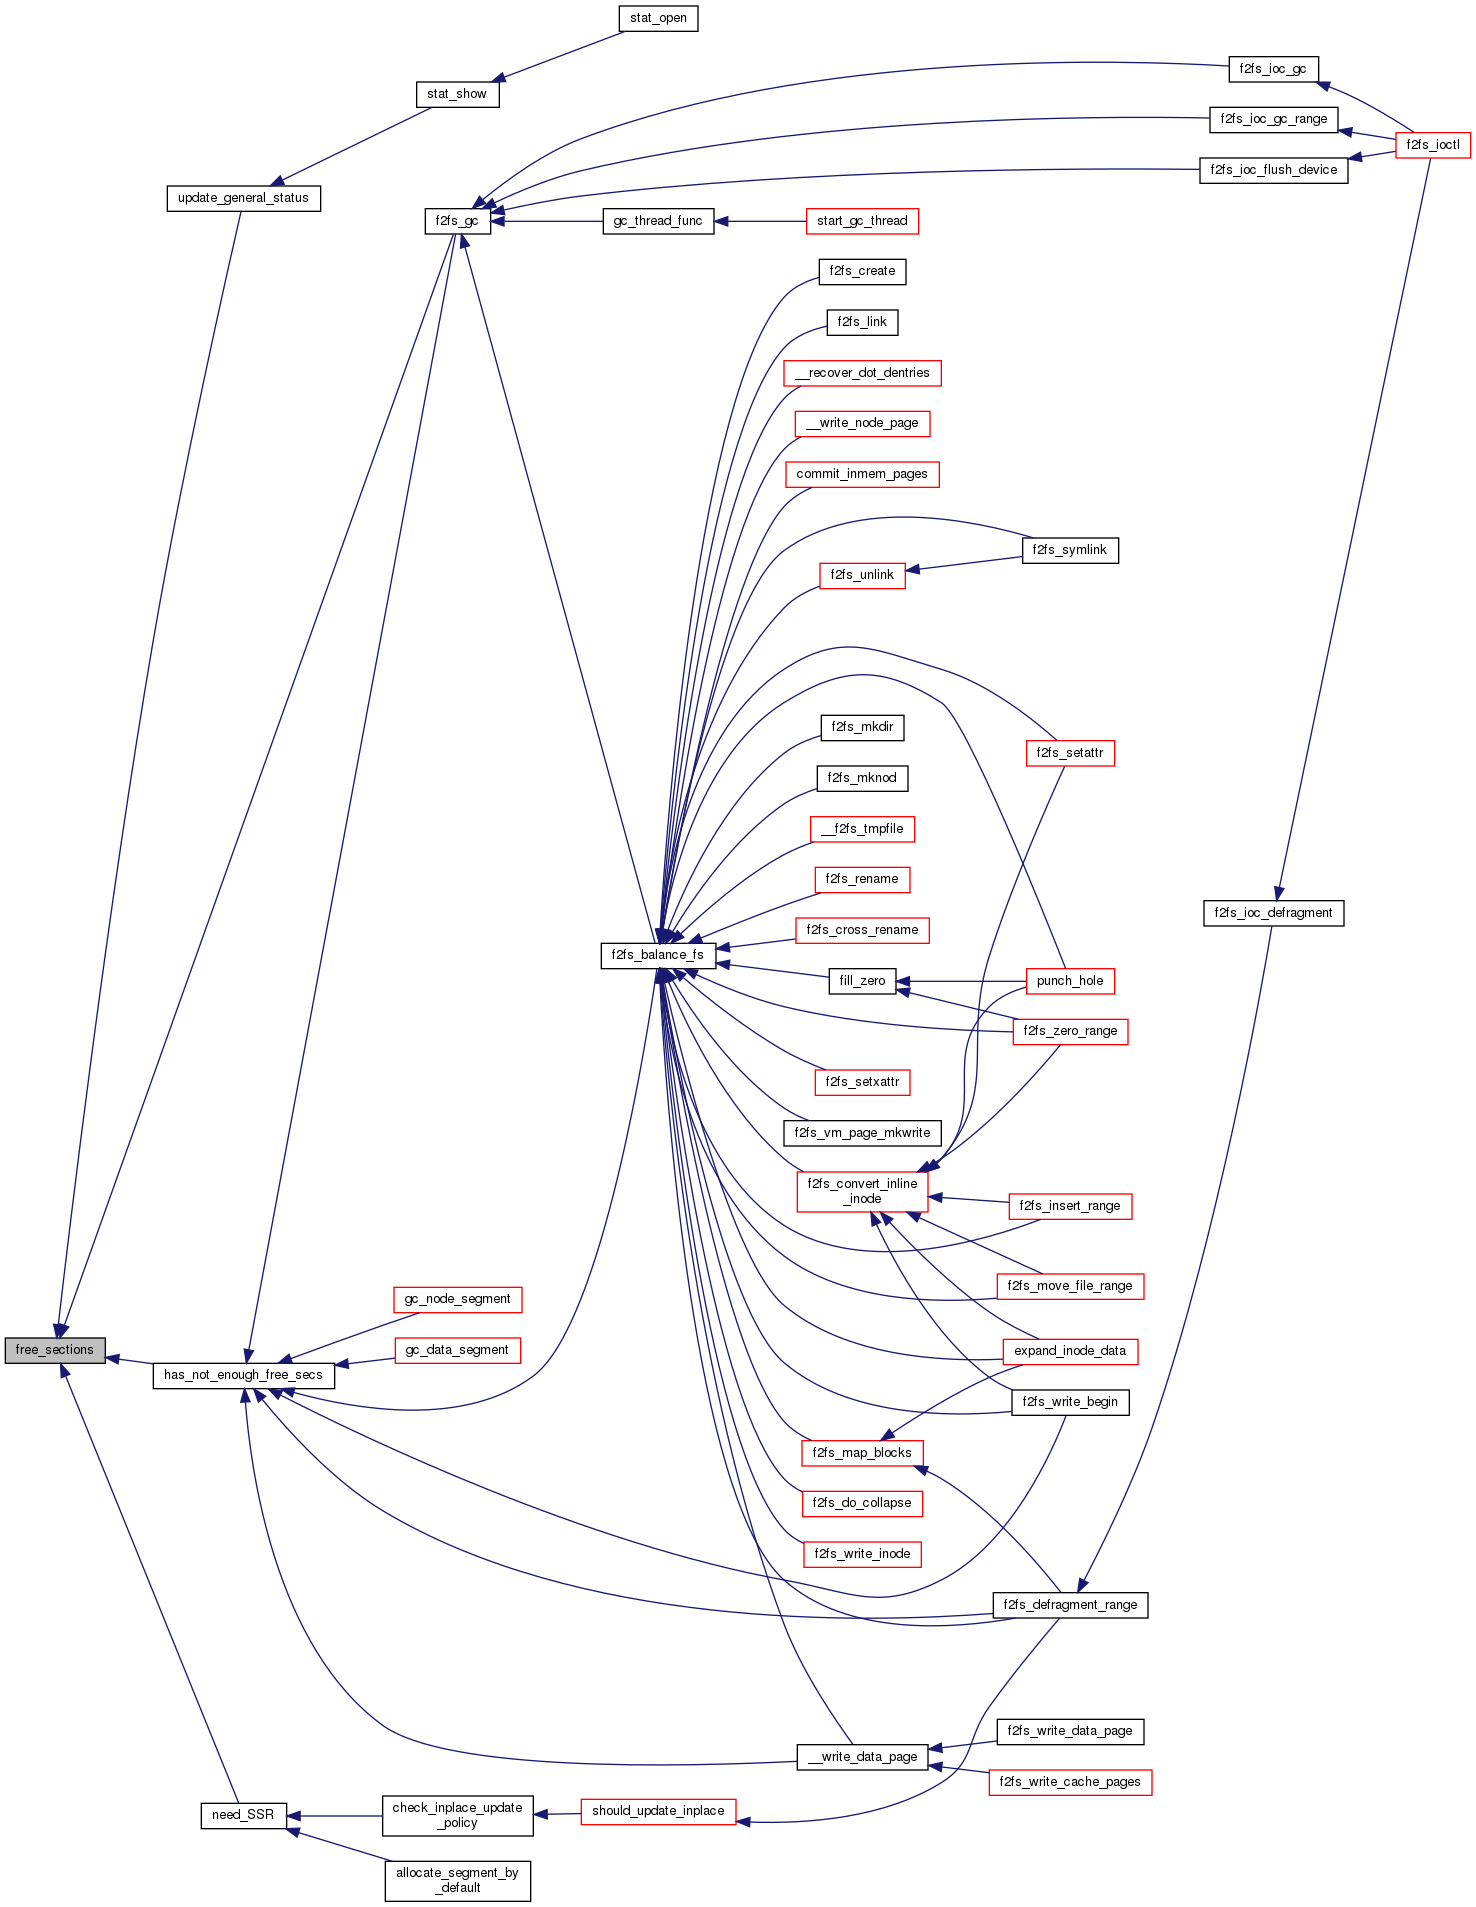 stat_open
f2fs_ioc_gc
stat_show
f2fs_ioc_gc_range
f2fs_ioctl
f2fs_ioc_flush_device
update_general_status
f2fs_gc
gc_thread_func
start_gc_thread
f2fs_create
f2fs_link
__recover_dot_dentries
__write_node_page
commit_inmem_pages
f2fs_symlink
f2fs_unlink
f2fs_mkdir
f2fs_setattr
f2fs_mknod
__f2fs_tmpfile
f2fs_rename
f2fs_ioc_defragment
f2fs_cross_rename
f2fs_balance_fs
fill_zero
punch_hole
f2fs_zero_range
f2fs_setxattr
f2fs_vm_page_mkwrite
f2fs_convert_inline
_inode
f2fs_insert_range
f2fs_move_file_range
gc_node_segment
free_sections
gc_data_segment
expand_inode_data
has_not_enough_free_secs
f2fs_write_begin
f2fs_map_blocks
f2fs_do_collapse
f2fs_write_inode
f2fs_defragment_range
f2fs_write_data_page
__write_data_page
f2fs_write_cache_pages
need_SSR
check_inplace_update
_policy
should_update_inplace
allocate_segment_by
_default